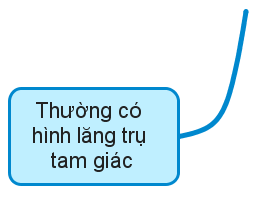 Thường có
hình lăng trụ
tam giác